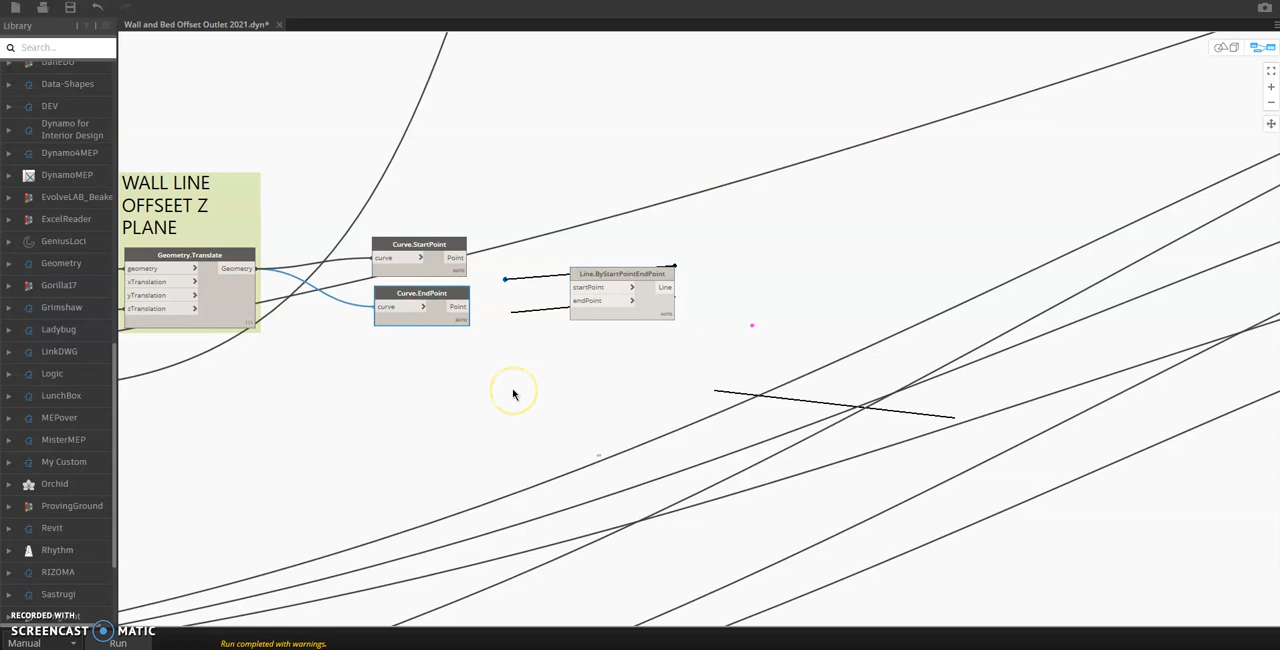 Library
Wall and Bed Offset Outlet 2021.dyn*
Search...
Data-Shapes
DEV
Dynamo for
Interior Design
Dynamo4MEP
DynamoMEP
EvolveLAB_Beake
ExcelReader
GeniusLoci
Geometry
Gorilla17
Grimshaw
Ladybug
LinkDWG
Logic
LunchBox
MEPover
MisterMEP
My Custom
Orchid
ProvingGround
Revit
Rhythm
RIZOMA
Sastrugi
WALL LINE
OFFSEET Z
PLANE
Geometry.Translate
geometry > Geometry
xTranslation >
yTranslation >
zTranslation >
Curve.StartPoint
curve > Point
AUTO
Curve.EndPoint
curve > Point
AUTO
Line.ByStartPointEndPoint
startPoint > Line
endPoint >
AUTO
RECORDED WITH
SCREENCAST MATIC
Manual
Run
Run completed with warnings.